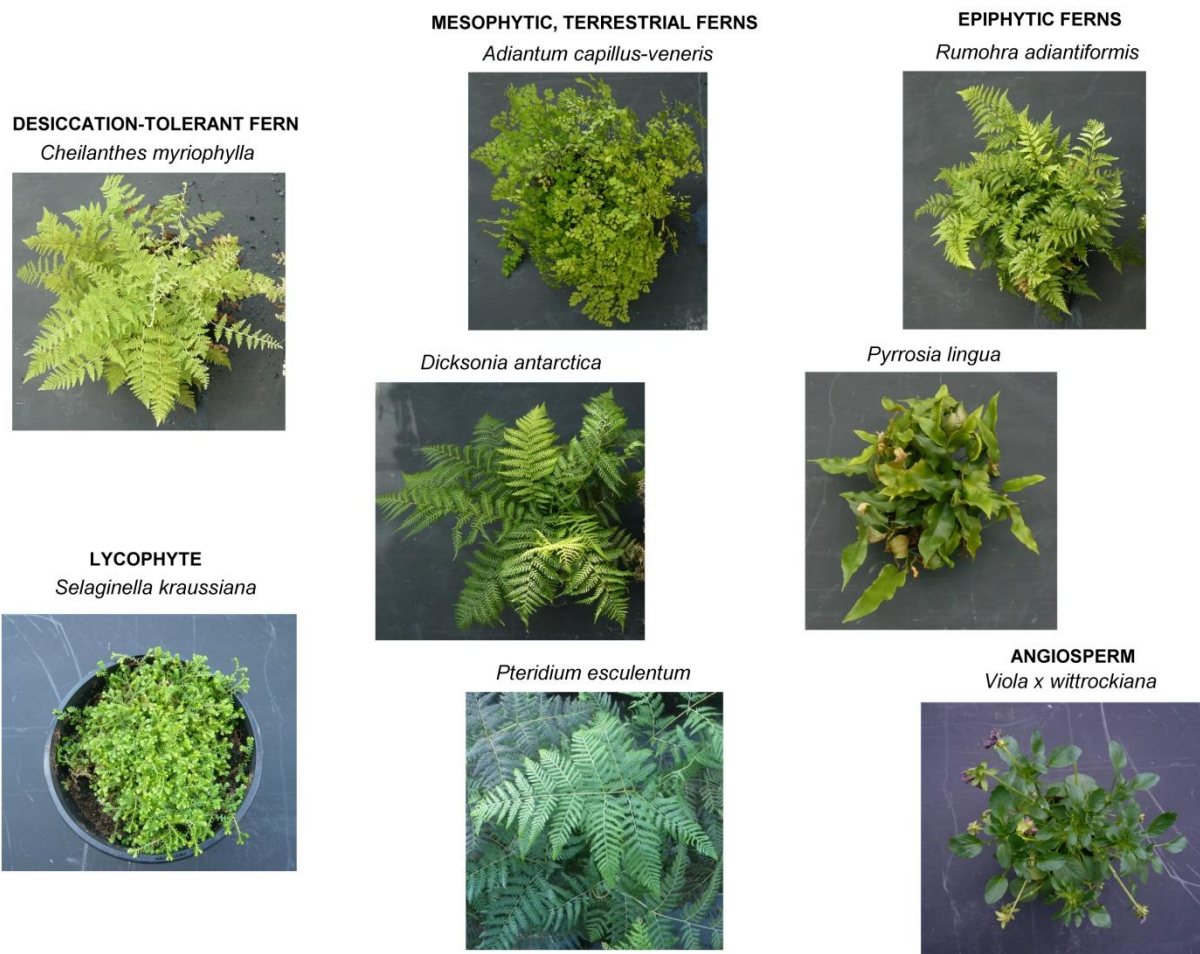 DESICCATION-TOLERANT FERN
Cheilanthes myriophylla
LYCOPHYTE
Selaginella kraussiana
MESOPHYTIC, TERRESTRIAL FERNS
Adiantum capillus-veneris
Dicksonia antarctica
Pteridium esculentum
EPIPHYTIC FERNS
Rumohra adiantiformis
Pyrrosia lingua
ANGIOSPERM
Viola x wittrockiana